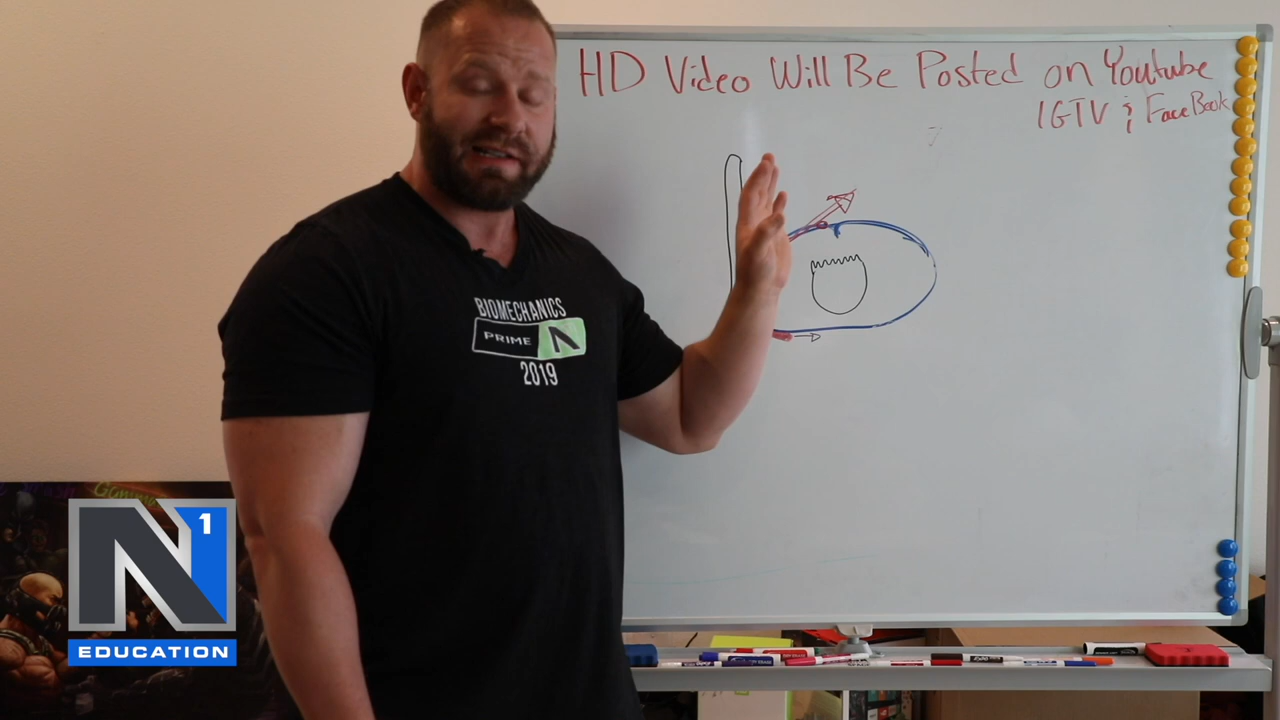 HD Video Will Be Posted on Youtube
IGTV & FaceBook
BIOMECHANICS
PRIME N
2019
N1
EDUCATION